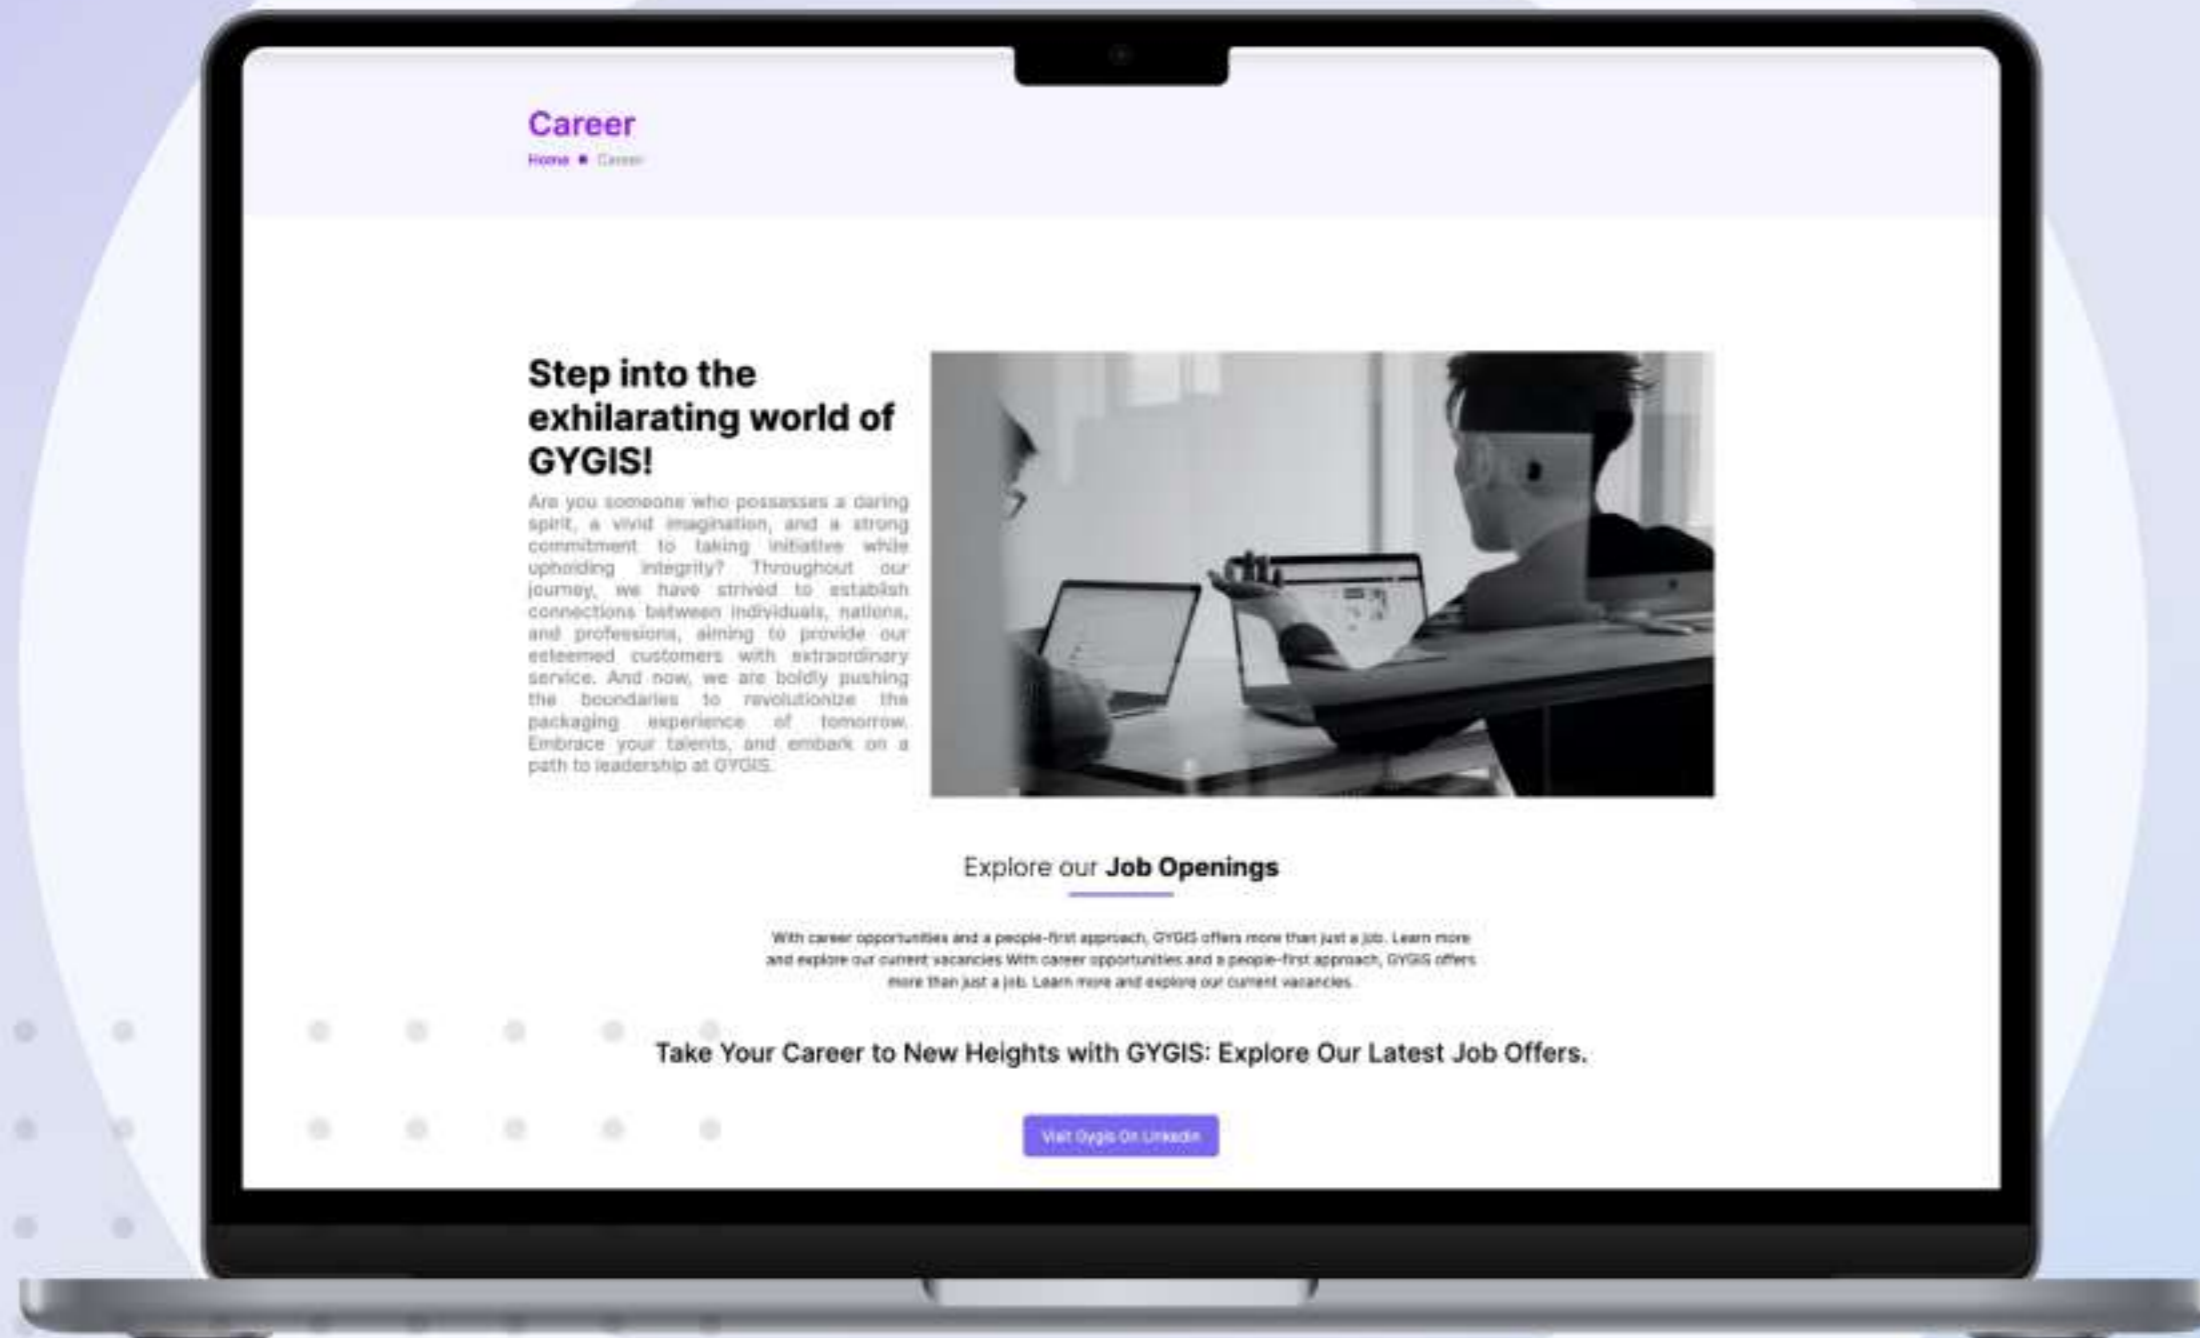 Career
Home • Career
Step into the
exhilarating world of
GYGIS!
Are you someone who possasses a daring
spirit, a vivid imagination, and a strong
commitment to taking initiative while
upholding integrity? Throughout our
journey, we have strived to establish
connections between individuals, nations,
and professions, aiming to provide our
esteemed customers with extraordinary
service. And now, we are boldly pushing
the boundaries to revolutionize the
packaging experience of tomorrow.
Embrace your talents, and embark on a
path to leadership at GYGIS.
Explore our Job Openings
With career opportunities and a people-first approach, GYGIS offers more than just a job. Learn more
and explore our current vacancies With career opportunities and a people-first approach, GYGIS offers
more than just a job. Learn more and explore our current vacancies.
Take Your Career to New Heights with GYGIS: Explore Our Latest Job Offers.
Visit Gygis On Linkedin